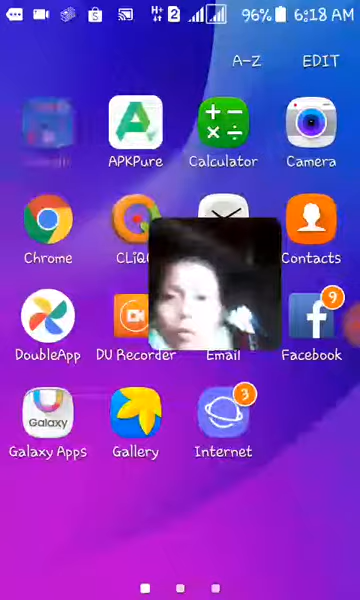 H+ 2 96% 6:18 AM
A-Z EDIT
APKPure Calculator Camera
Chrome Contacts
DoubleApp DU Recorder Email Facebook
9
Galaxy
3
Galaxy Apps Gallery Internet